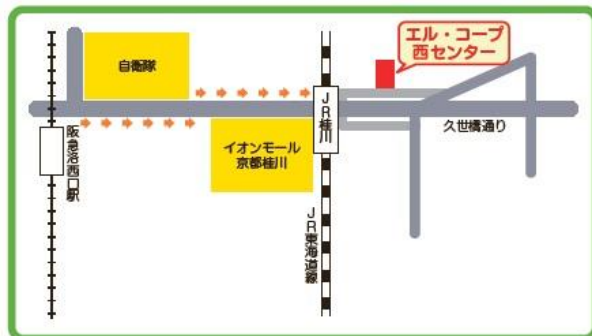 エル・コープ
西センター
自衛隊
JR桂川
久世橋通り
阪急洛西口駅
イオンモール
京都桂川
JR東海道線